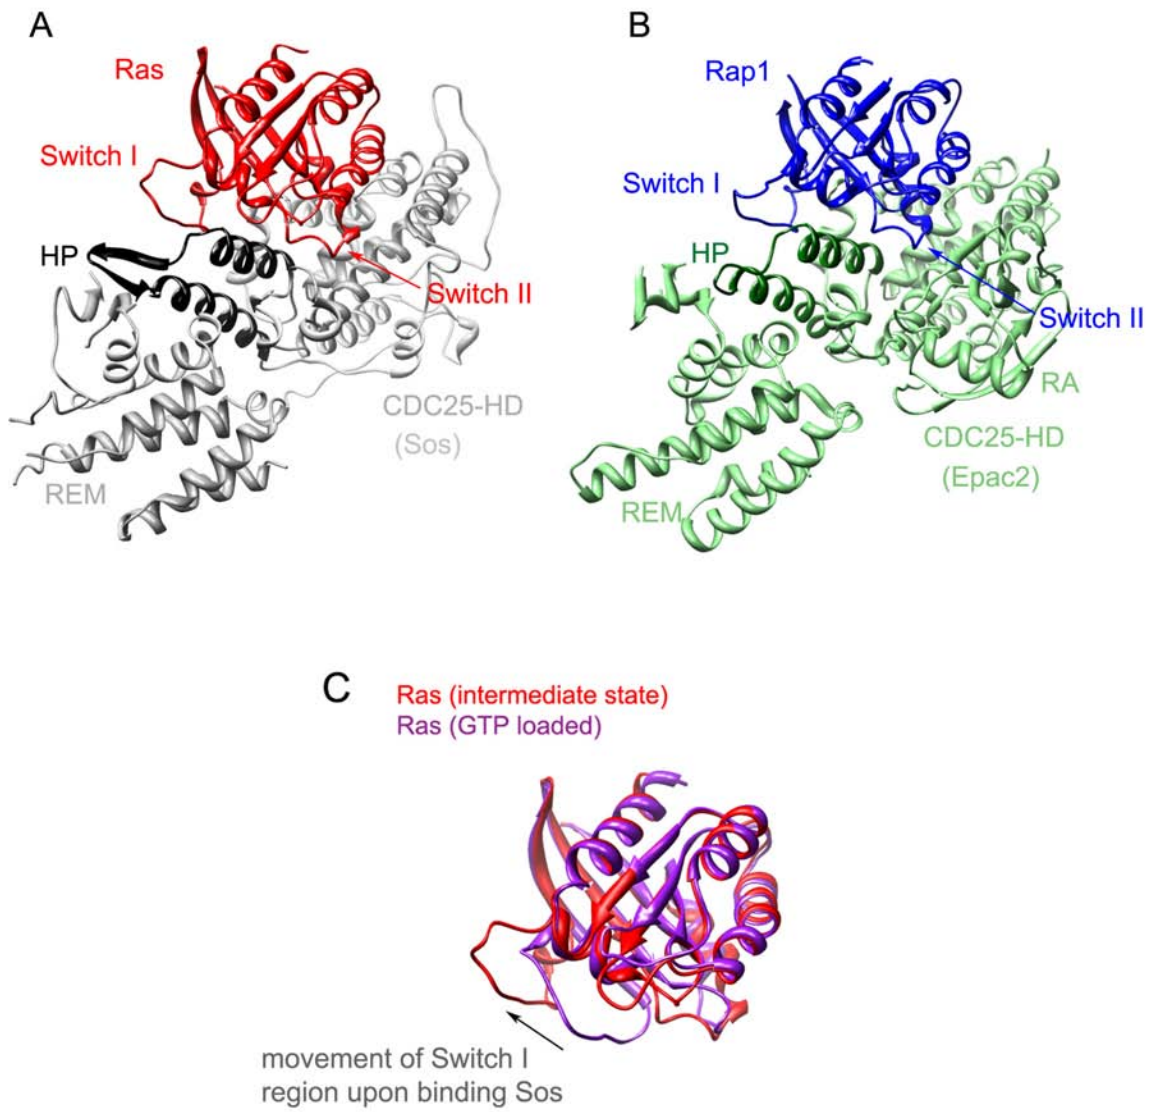 A
Ras
Switch I
HP
Switch II
CDC25-HD
(Sos)
REM
B
Rap1
Switch I
HP
Switch II
RA
CDC25-HD
(Epac2)
REM
C
Ras (intermediate state)
Ras (GTP loaded)
movement of Switch I
region upon binding Sos